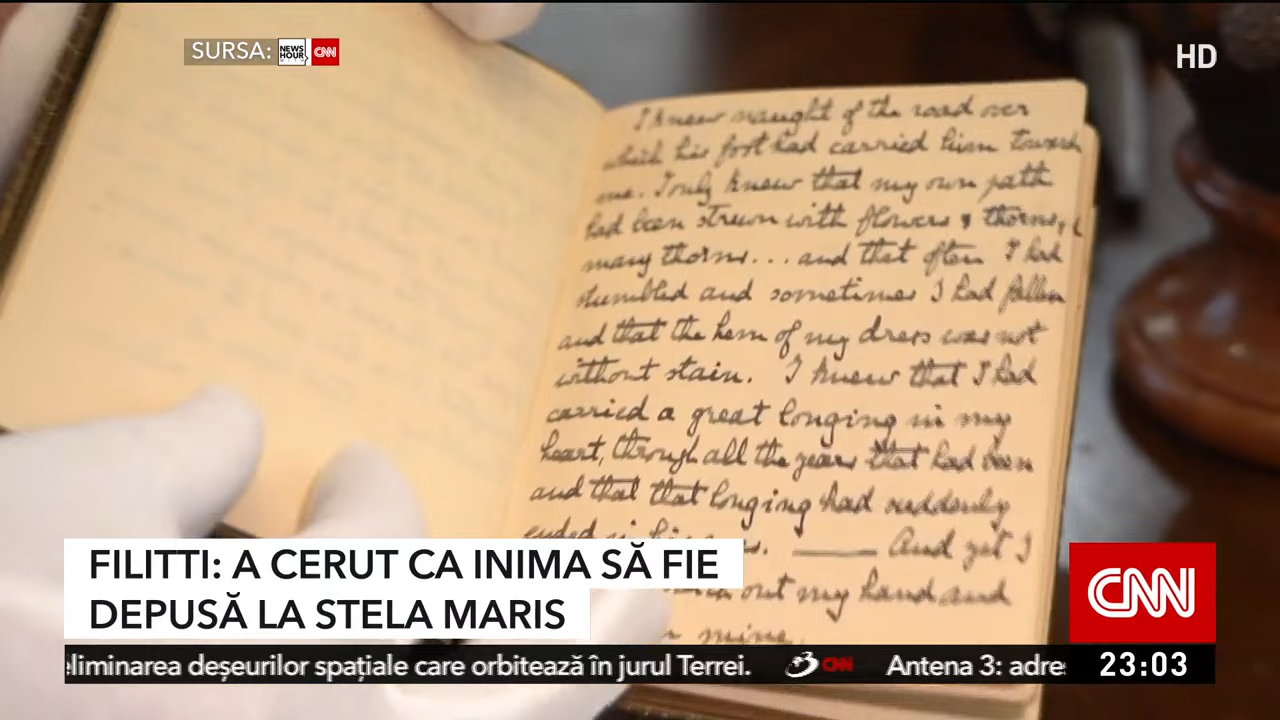 SURSA: NEWS HOUR CNN
HD
I knew naught of the road over
which his foot had carried him toward
me. I only knew that my own path
had been strewn with flowers & thorns,
many thorns... and that often I had
stumbled and sometimes I had fallen
and that the hem of my dress was not
without stain. I knew that I had
carried a great longing in my
heart, through all the years that had been
and that that longing had suddenly
ended in his —— And yet I
out my hand and
mine.
FILITTI: A CERUT CA INIMA SĂ FIE
DEPUSĂ LA STELA MARIS
CNN
eliminarea deșeurilor spațiale care orbitează în jurul Terrei. 3 CNN Antena 3: adre
23:03